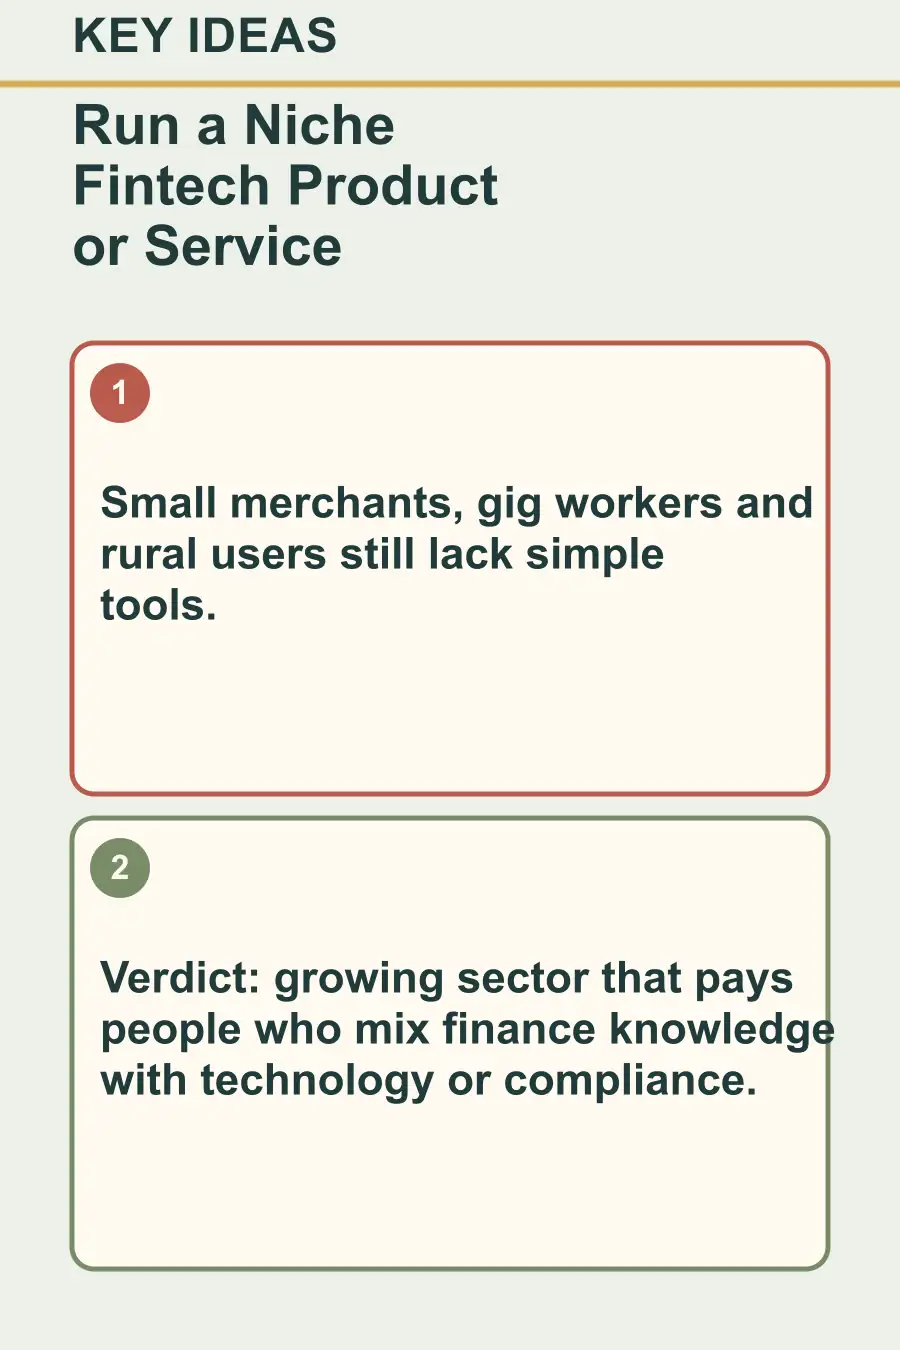 KEY IDEAS
Run a Niche
Fintech Product
or Service
1
Small merchants, gig workers and
rural users still lack simple
tools.
2
Verdict: growing sector that pays
people who mix finance knowledge
with technology or compliance.